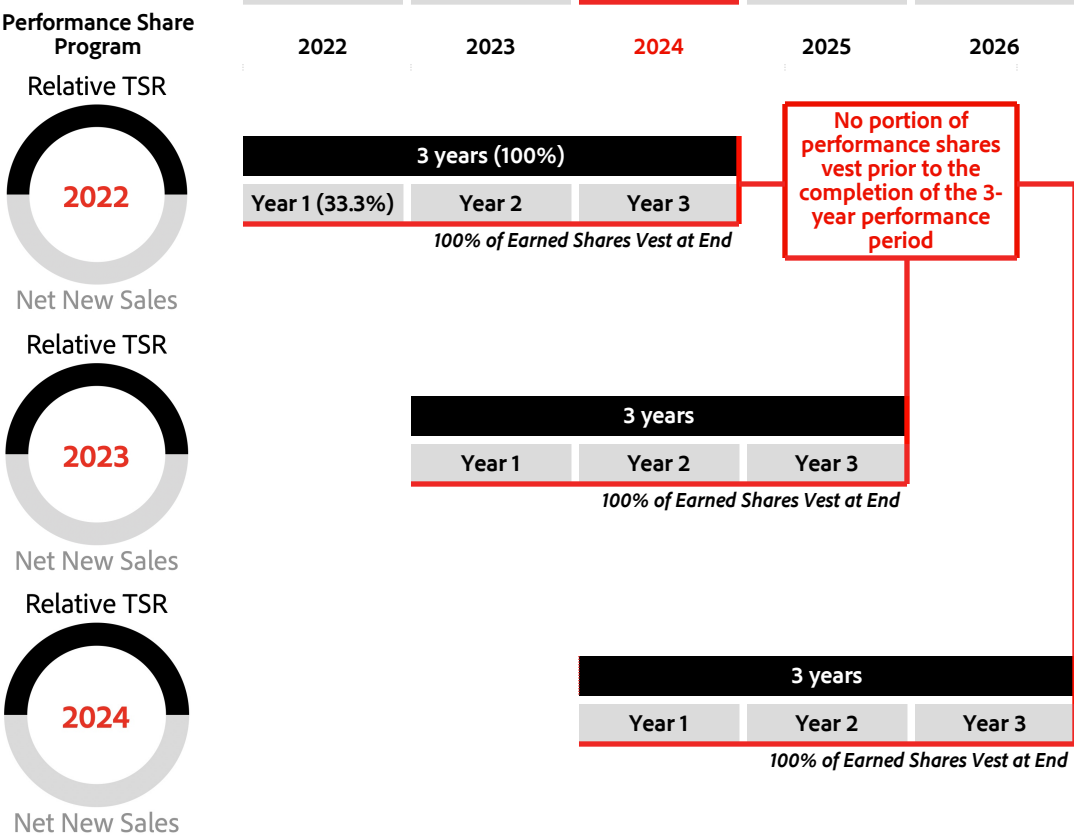 Performance Share
Program
2022
2023
2024
2025
2026
Relative TSR
2022
Net New Sales
3 years (100%)
Year 1 (33.3%)
Year 2
Year 3
100% of Earned Shares Vest at End
No portion of
performance shares
vest prior to the
completion of the 3-
year performance
period
Relative TSR
2023
Net New Sales
3 years
Year 1
Year 2
Year 3
100% of Earned Shares Vest at End
Relative TSR
2024
Net New Sales
3 years
Year 1
Year 2
Year 3
100% of Earned Shares Vest at End